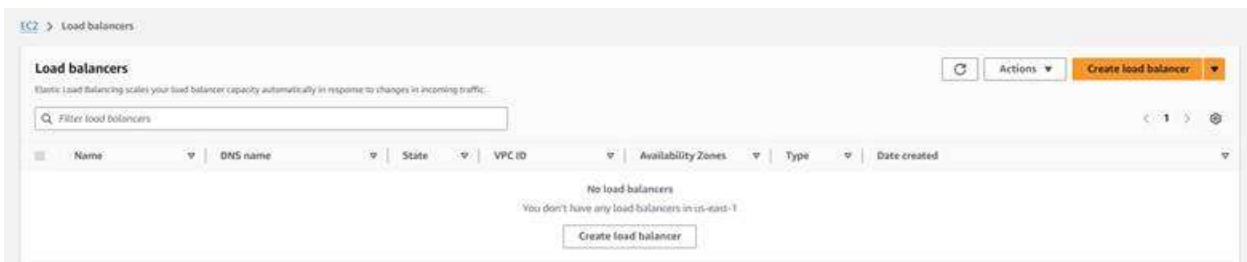 EC2 > Load balancers
Load balancers
Actions
Create load balancer
Elastic Load Balancing scales your load balancer capacity automatically in response to changes in incoming traffic.
Filter load balancers
< 1 >
Name DNS name State VPC ID Availability Zones Type Date created
No load balancers
You don't have any load balancers in us-east-1
Create load balancer